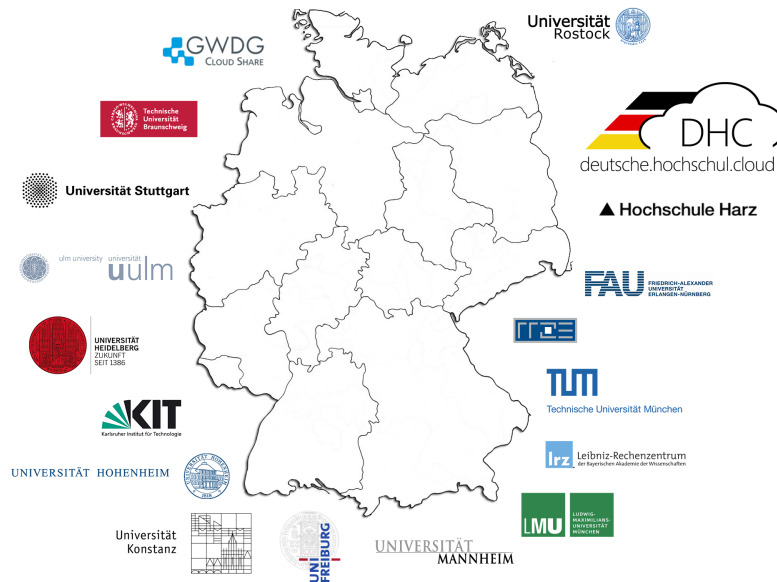 GWDG
CLOUD SHARE
Universität
Rostock
Technische
Universität
Braunschweig
DHC
deutsche.hochschul.cloud
Universität Stuttgart
Hochschule Harz
ulm university universität
uulm
FAU
FRIEDRICH-ALEXANDER
UNIVERSITÄT
ERLANGEN-NÜRNBERG
UNIVERSITÄT
HEIDELBERG
ZUKUNFT
SEIT 1386
TUM
Technische Universität München
KIT
Karlsruher Institut für Technologie
lrz
Leibniz-Rechenzentrum
der Bayerischen Akademie der Wissenschaften
UNIVERSITÄT HOHENHEIM
LMU
LUDWIG-
MAXIMILIANS-
UNIVERSITÄT
MÜNCHEN
Universität
Konstanz
UNI
FREIBURG
UNIVERSITÄT
MANNHEIM